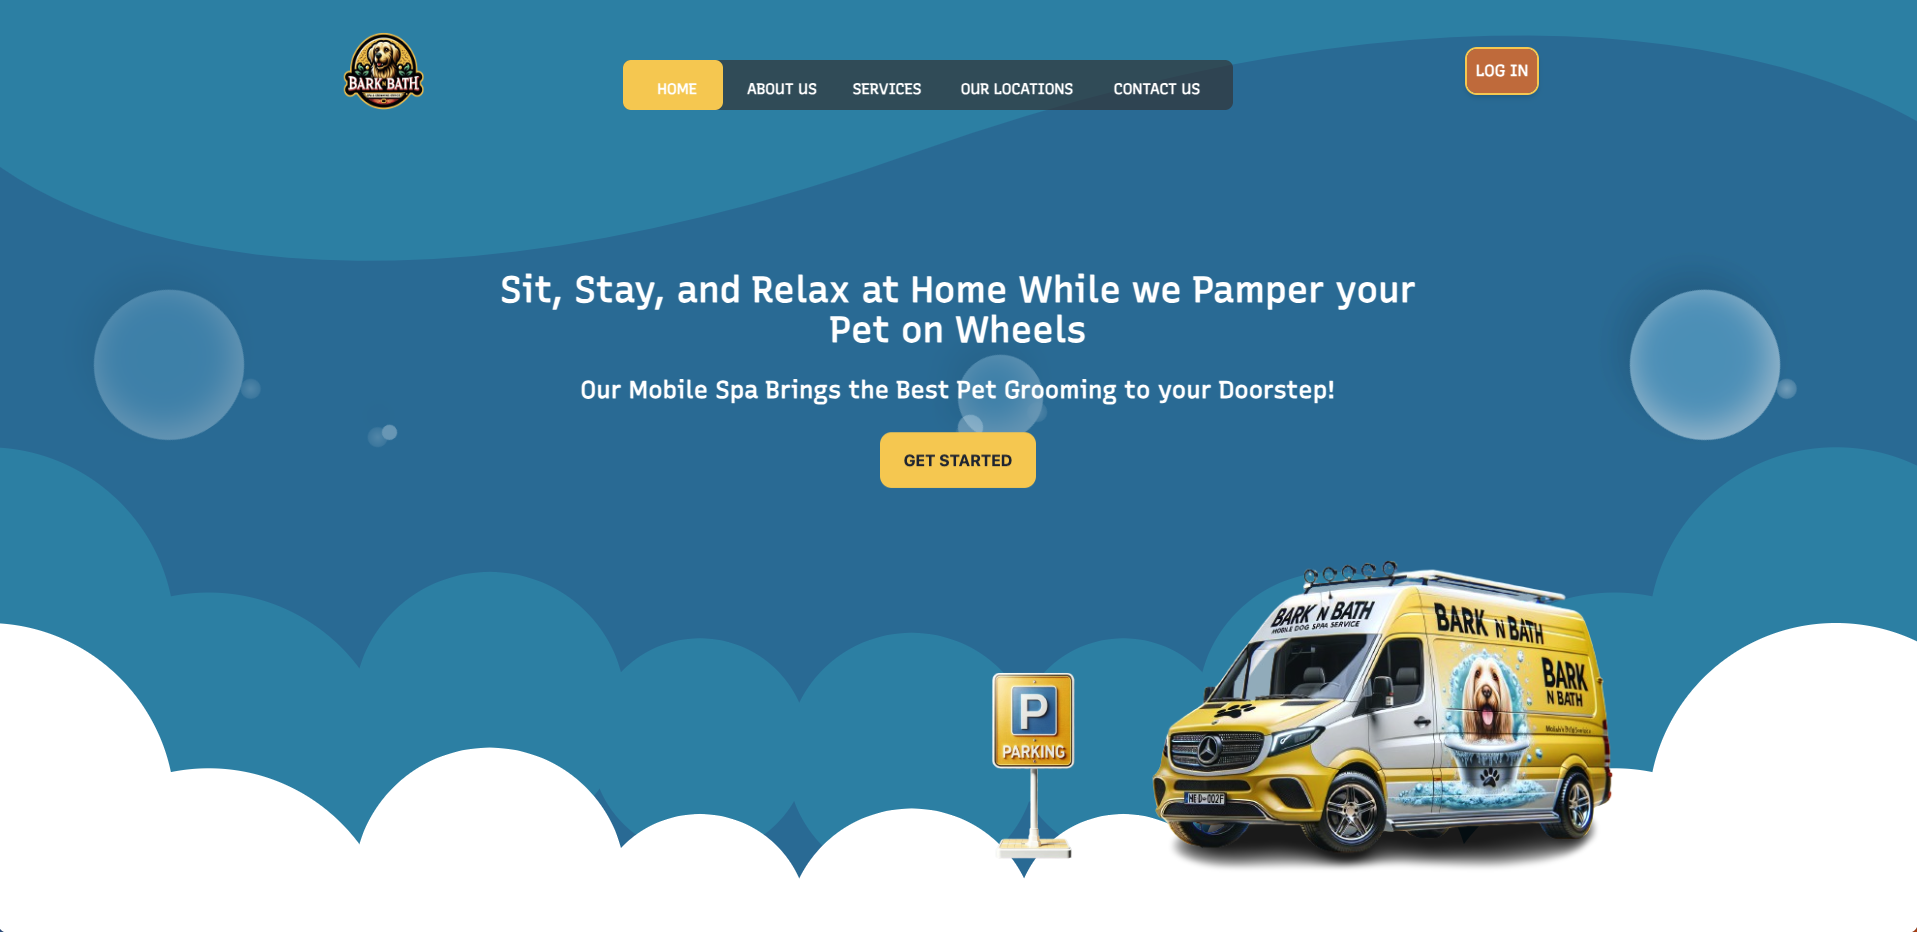 BARK N BATH
HOME
ABOUT US
SERVICES
OUR LOCATIONS
CONTACT US
LOG IN
Sit, Stay, and Relax at Home While we Pamper your
Pet on Wheels
Our Mobile Spa Brings the Best Pet Grooming to your Doorstep!
GET STARTED
BARK N BATH
MOBILE DOG SPAA SERVICE
BARK N BATH
BARK
N BATH
P
PARKING